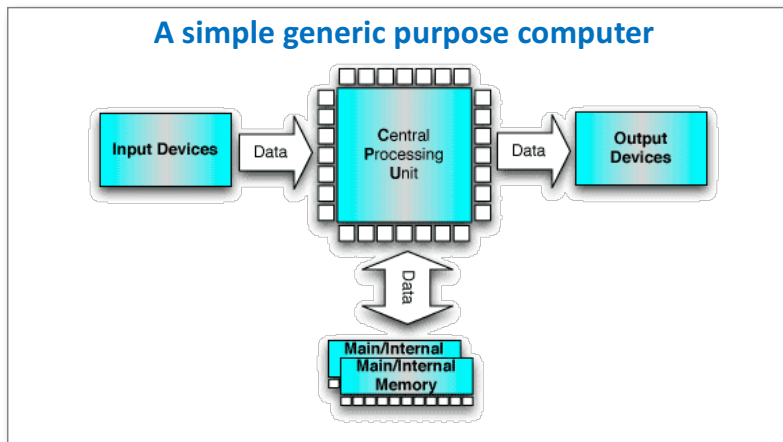 A simple generic purpose computer
Input Devices
Data
Central
Processing
Unit
Data
Output
Devices
Data
Main/Internal
Main/Internal
Memory